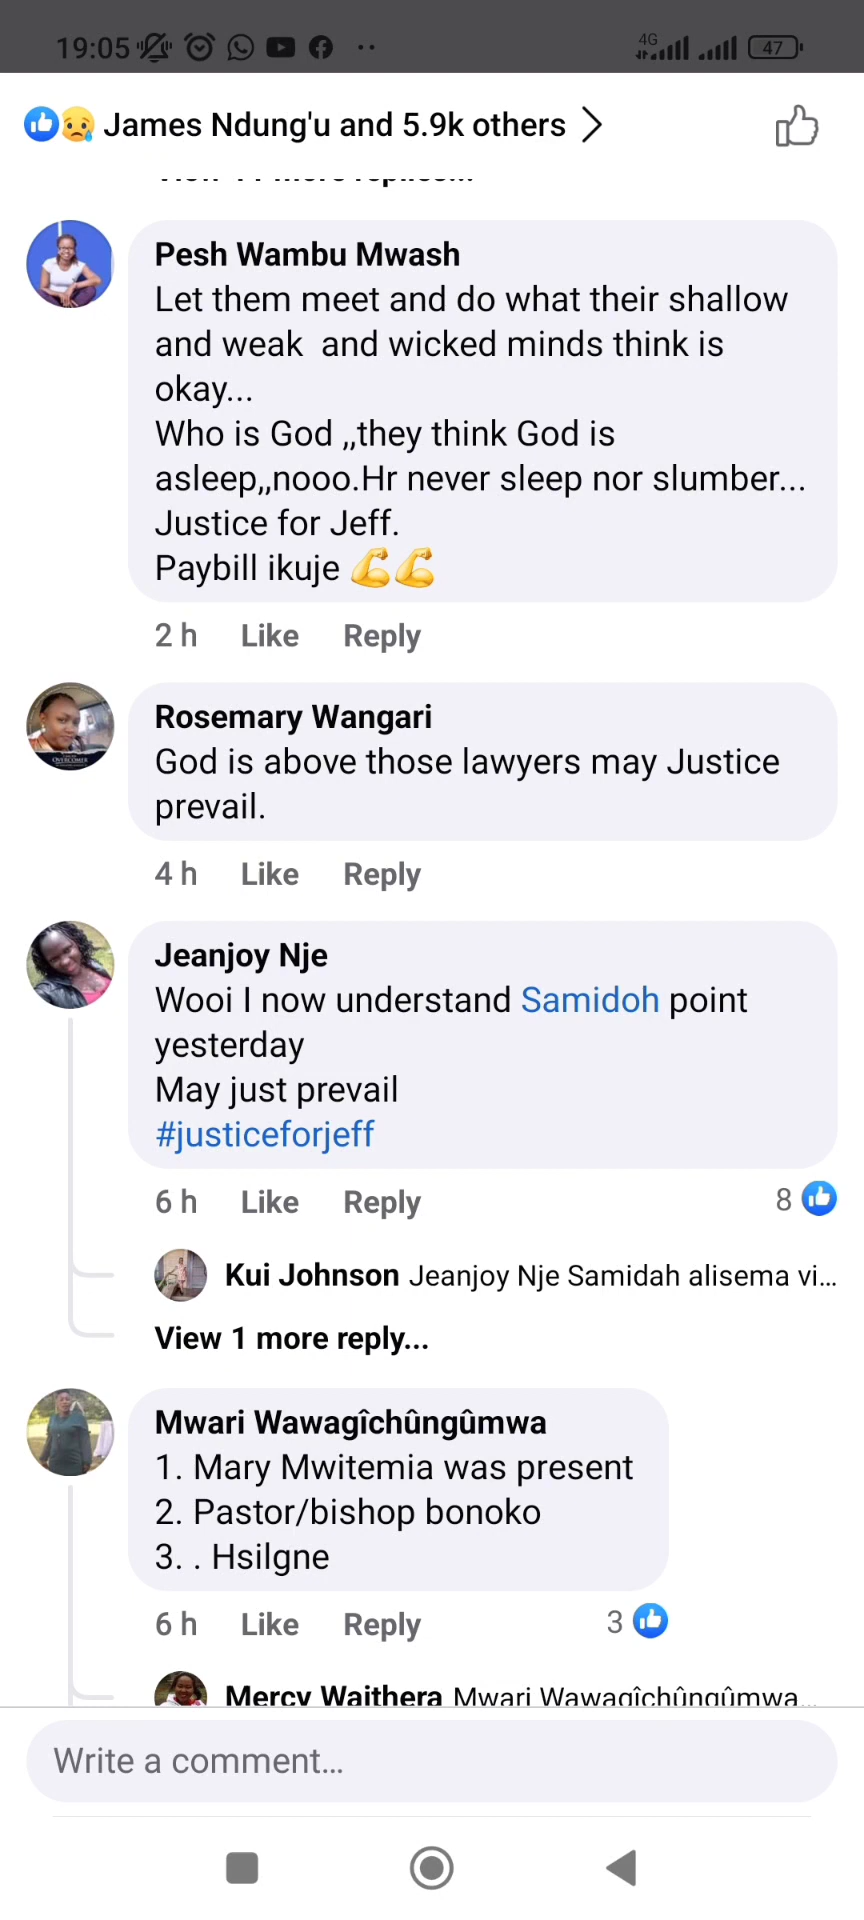 19:05
4G
47
James Ndung'u and 5.9k others
Pesh Wambu Mwash
Let them meet and do what their shallow
and weak  and wicked minds think is
okay...
Who is God ,,they think God is
asleep,,nooo.Hr never sleep nor slumber...
Justice for Jeff.
Paybill ikuje 💪💪
2 h Like Reply
Rosemary Wangari
God is above those lawyers may Justice
prevail.
4 h Like Reply
Jeanjoy Nje
Wooi I now understand Samidoh point
yesterday
May just prevail
#justiceforjeff
6 h Like Reply 8
Kui Johnson Jeanjoy Nje Samidah alisema vi...
View 1 more reply...
Mwari Wawagîchûngûmwa
1. Mary Mwitemia was present
2. Pastor/bishop bonoko
3. . Hsilgne
6 h Like Reply 3
Mercy Waithera Mwari Wawagîchûngûmwa...
Write a comment...